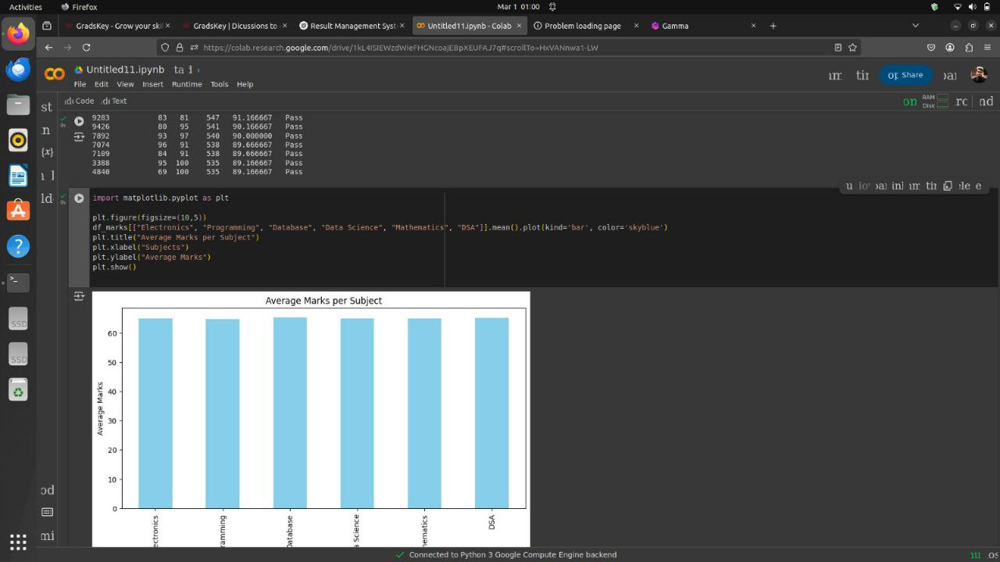 Activities Firefox Mar 1 01:00
GradsKey - Grow your skil GradsKey | Dicussions to Result Management Syst Untitled11.ipynb - Colab Problem loading page Gamma
https://colab.research.google.com/drive/1kL4ISIEWzdWieFHGNcoaJEBpXEUFAJ7q#scrollTo=HxVANnwa1-LW
Untitled11.ipynb
File Edit View Insert Runtime Tools Help Share
Code Text RAM
Disk
9283 83 81 547 91.166667 Pass
9426 80 95 541 90.166667 Pass
7892 93 97 540 90.000000 Pass
7074 96 91 538 89.666667 Pass
7109 84 91 538 89.666667 Pass
3388 95 100 535 89.166667 Pass
4840 69 100 535 89.166667 Pass
import matplotlib.pyplot as plt
plt.figure(figsize=(10,5))
df_marks[["Electronics", "Programming", "Database", "Data Science", "Mathematics", "DSA"]].mean().plot(kind='bar', color='skyblue')
plt.title("Average Marks per Subject")
plt.xlabel("Subjects")
plt.ylabel("Average Marks")
plt.show()
Average Marks per Subject
60
50
40
30
20
10
0
Average Marks
ectronics ramming Database a Science nematics DSA
Connected to Python 3 Google Compute Engine backend